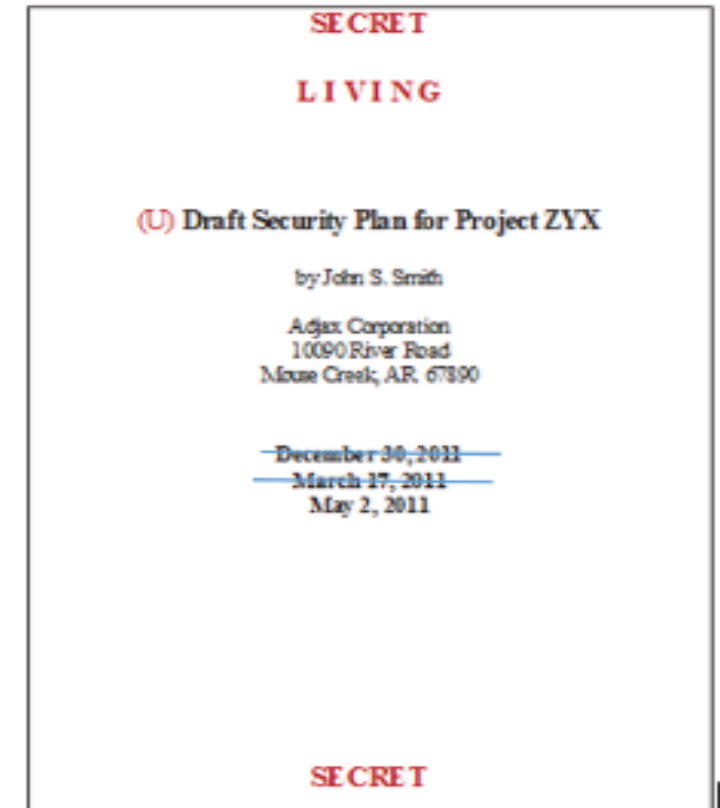 SECRET
LIVING
(U) Draft Security Plan for Project ZYX
by John S. Smith
Adjax Corporation
10090 River Road
Mouse Creek, AR 67890
December 30, 2011
March 17, 2011
May 2, 2011
SECRET